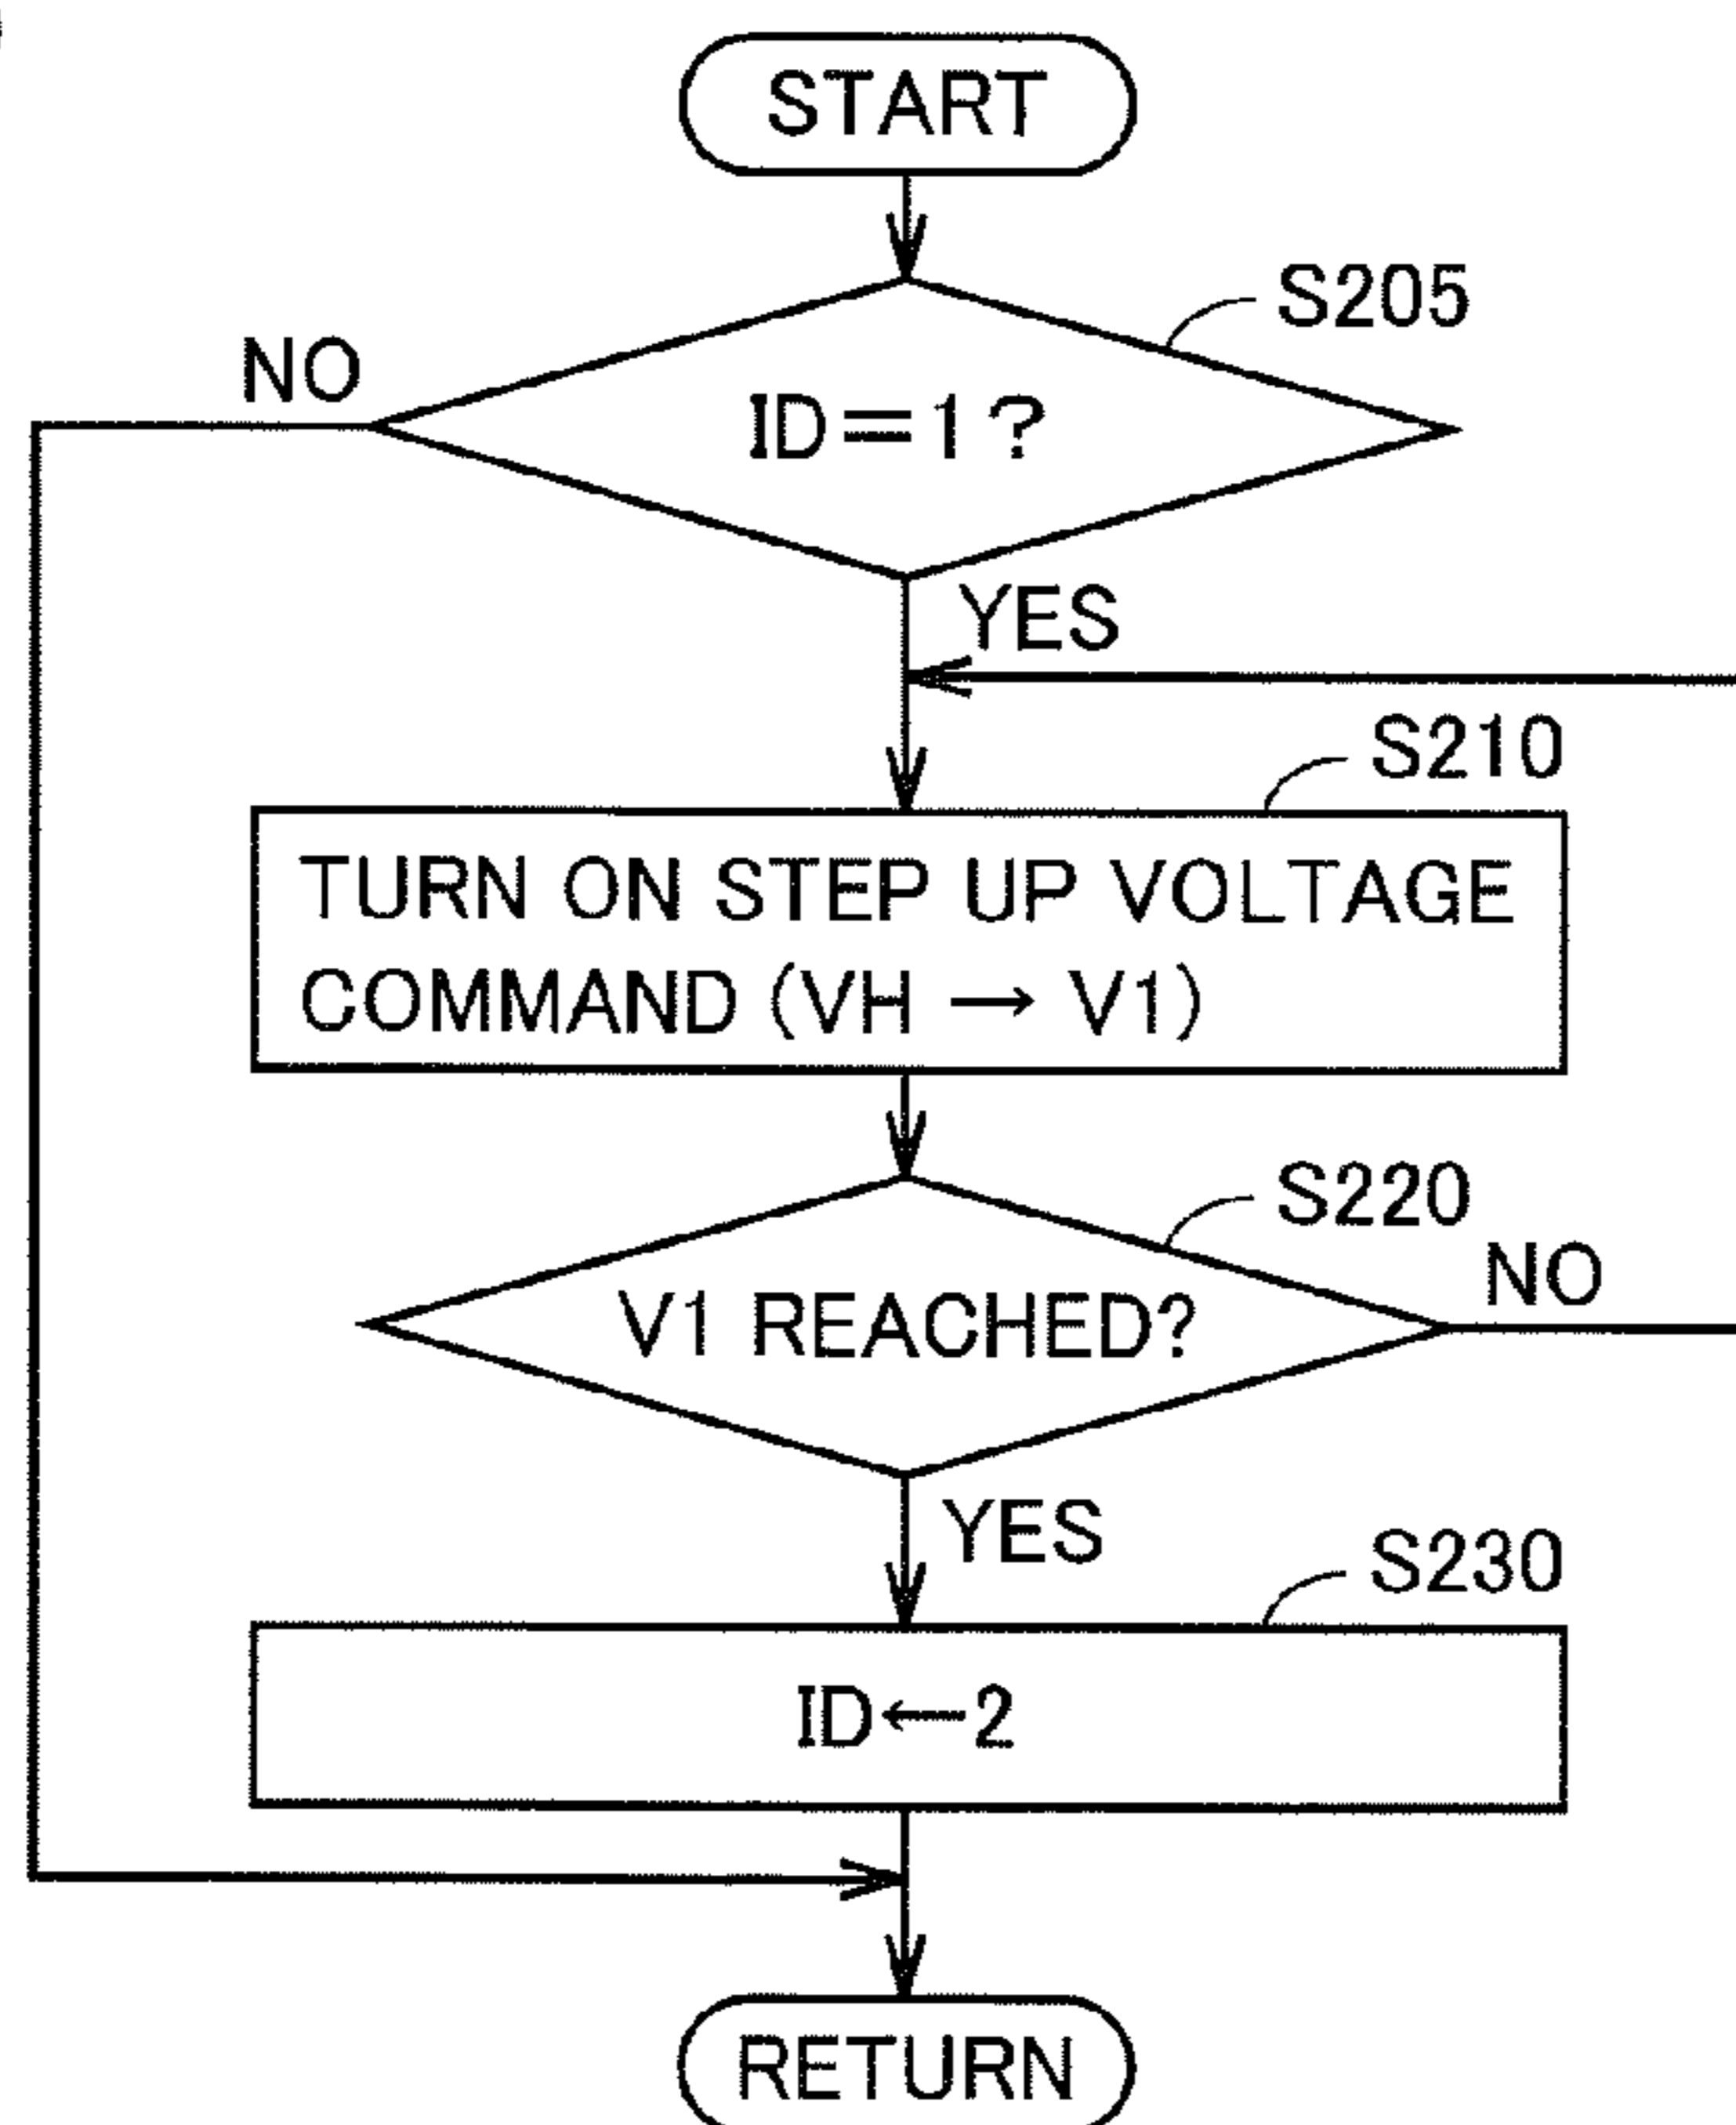 START
S205
NO
ID=1?
YES
S210
TURN ON STEP UP VOLTAGE
COMMAND (VH → V1)
S220
NO
V1 REACHED?
YES
S230
ID←2
RETURN